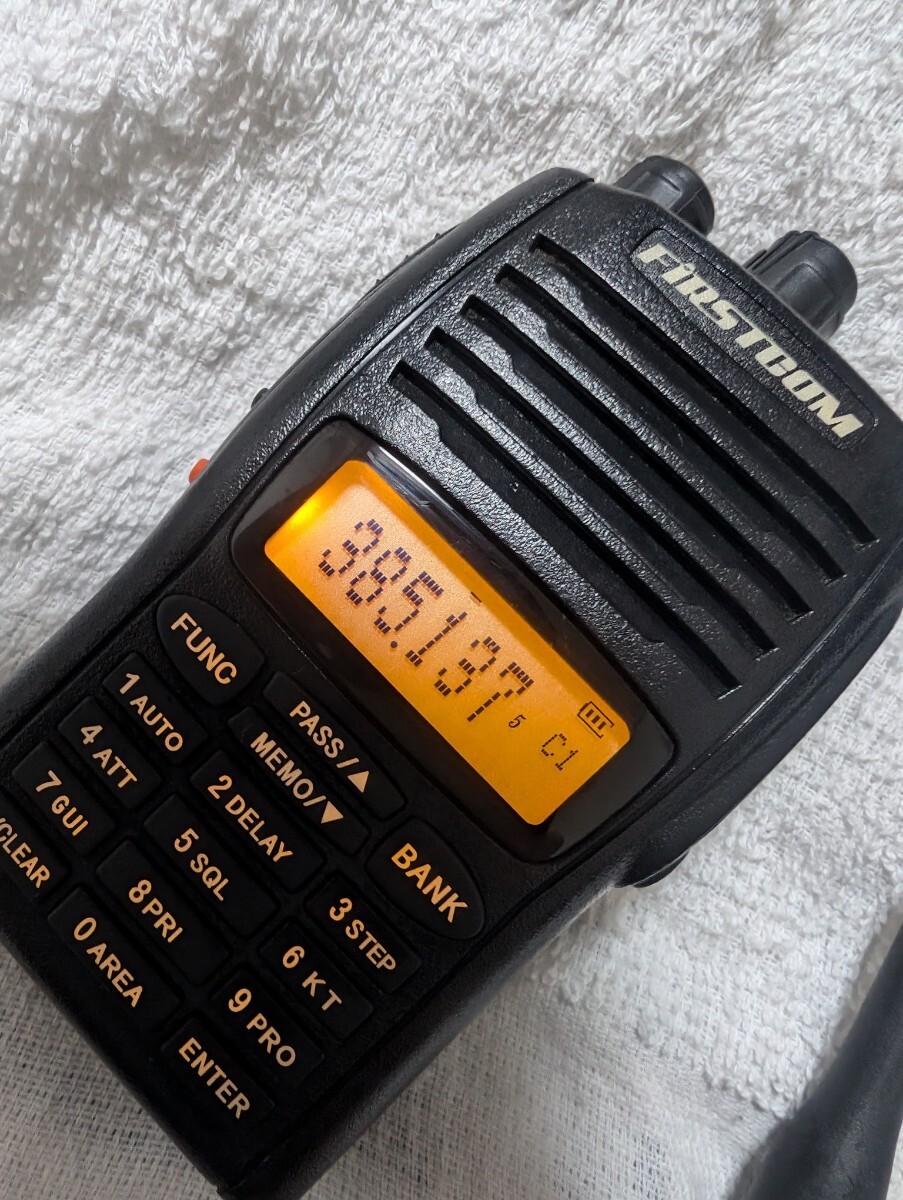 FiRSTCOM
385.137
5
C1
FUNC
PASS/▲
MEMO/▼
BANK
1 AUTO
2 DELAY
3 STEP
4 ATT
5 SQL
6 KT
7 GUI
8 PRI
9 PRO
/CLEAR
0 AREA
ENTER